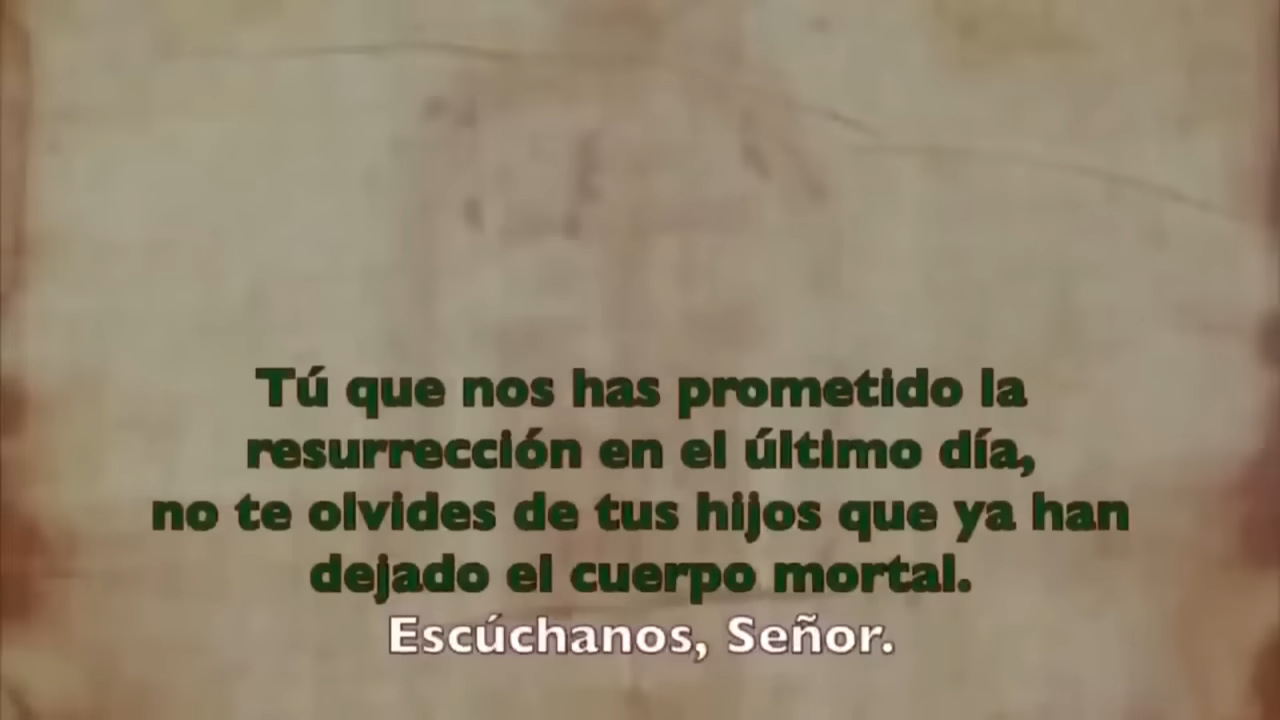 Tú que nos has prometido la
resurrección en el último día,
no te olvides de tus hijos que ya han
dejado el cuerpo mortal.
Escúchanos, Señor.